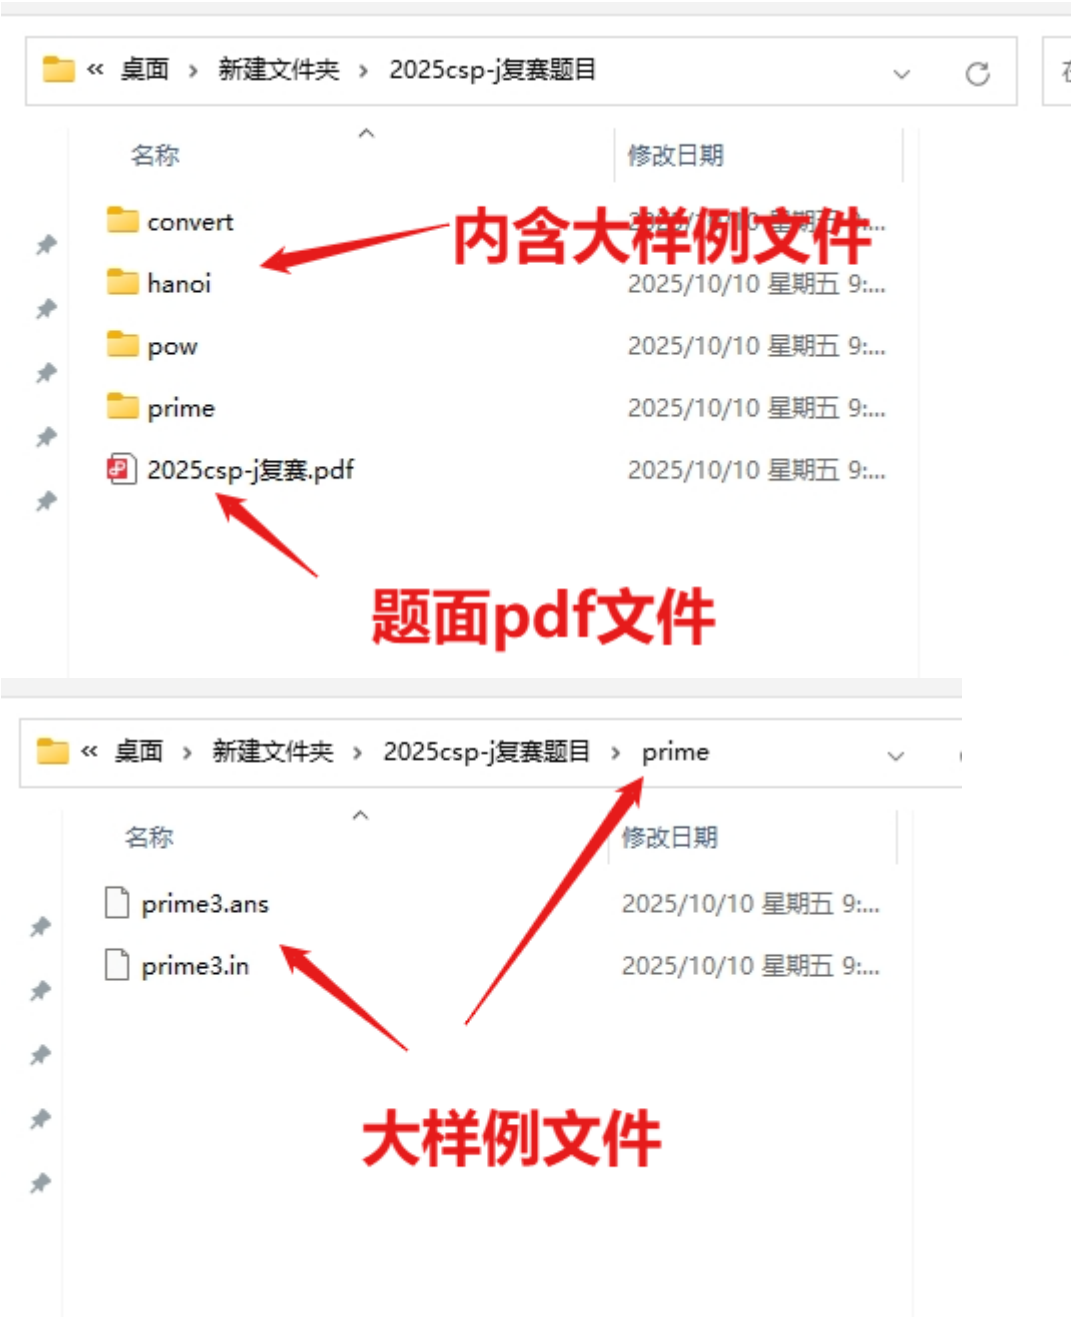 « 桌面 › 新建文件夹 › 2025csp-j复赛题目
名称 修改日期
convert
内含大样例文件
hanoi 2025/10/10 星期五 9:...
pow 2025/10/10 星期五 9:...
prime 2025/10/10 星期五 9:...
2025csp-j复赛.pdf 2025/10/10 星期五 9:...
题面pdf文件
« 桌面 › 新建文件夹 › 2025csp-j复赛题目 › prime
名称 修改日期
prime3.ans 2025/10/10 星期五 9:...
prime3.in 2025/10/10 星期五 9:...
大样例文件